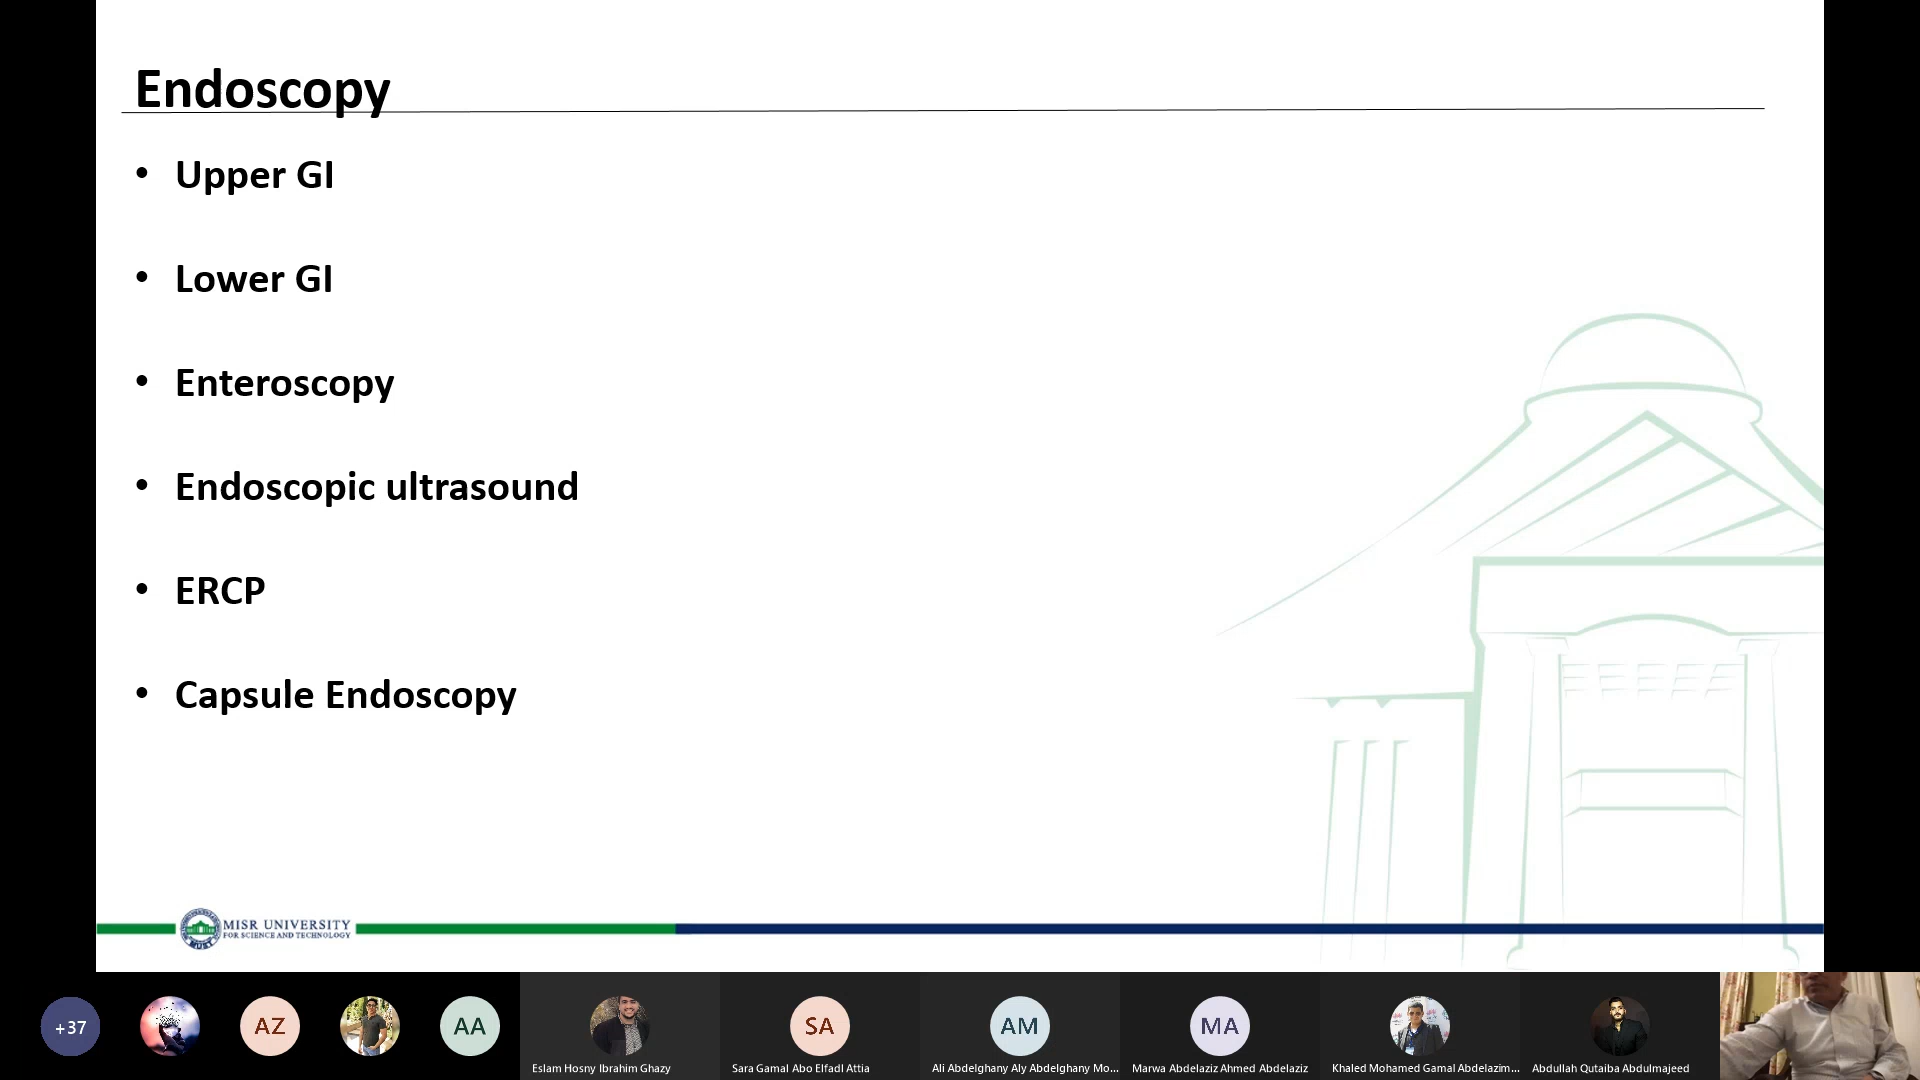 Endoscopy
• Upper GI
• Lower GI
• Enteroscopy
• Endoscopic ultrasound
• ERCP
• Capsule Endoscopy
MISR UNIVERSITY
FOR SCIENCE AND TECHNOLOGY
MUST
+37
AZ
AA
SA
AM
MA
Eslam Hosny Ibrahim Ghazy
Sara Gamal Abo Elfadl Attia
Ali Abdelghany Aly Abdelghany Mo...
Marwa Abdelaziz Ahmed Abdelaziz
Khaled Mohamed Gamal Abdelazim...
Abdullah Qutaiba Abdulmajeed